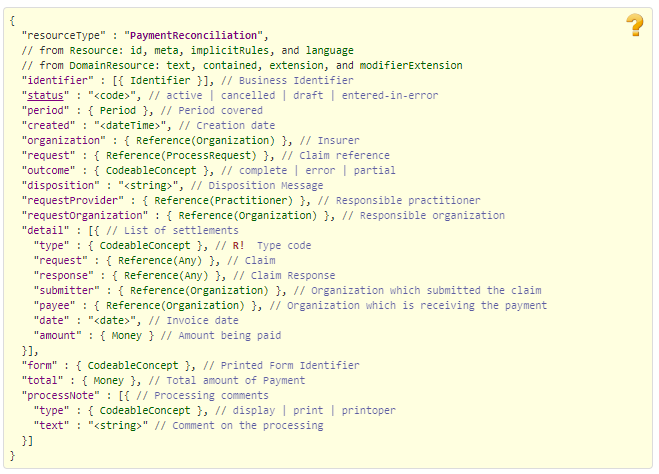 {
  "resourceType" : "PaymentReconciliation",
  // from Resource: id, meta, implicitRules, and language
  // from DomainResource: text, contained, extension, and modifierExtension
  "identifier" : [{ Identifier }], // Business Identifier
  "status" : "<code>", // active | cancelled | draft | entered-in-error
  "period" : { Period }, // Period covered
  "created" : "<dateTime>", // Creation date
  "organization" : { Reference(Organization) }, // Insurer
  "request" : { Reference(ProcessRequest) }, // Claim reference
  "outcome" : { CodeableConcept }, // complete | error | partial
  "disposition" : "<string>", // Disposition Message
  "requestProvider" : { Reference(Practitioner) }, // Responsible practitioner
  "requestOrganization" : { Reference(Organization) }, // Responsible organization
  "detail" : [{ // List of settlements
    "type" : { CodeableConcept }, // R!  Type code
    "request" : { Reference(Any) }, // Claim
    "response" : { Reference(Any) }, // Claim Response
    "submitter" : { Reference(Organization) }, // Organization which submitted the claim
    "payee" : { Reference(Organization) }, // Organization which is receiving the payment
    "date" : "<date>", // Invoice date
    "amount" : { Money } // Amount being paid
  }],
  "form" : { CodeableConcept }, // Printed Form Identifier
  "total" : { Money }, // Total amount of Payment
  "processNote" : [{ // Processing comments
    "type" : { CodeableConcept }, // display | print | printoper
    "text" : "<string>" // Comment on the processing
  }]
}